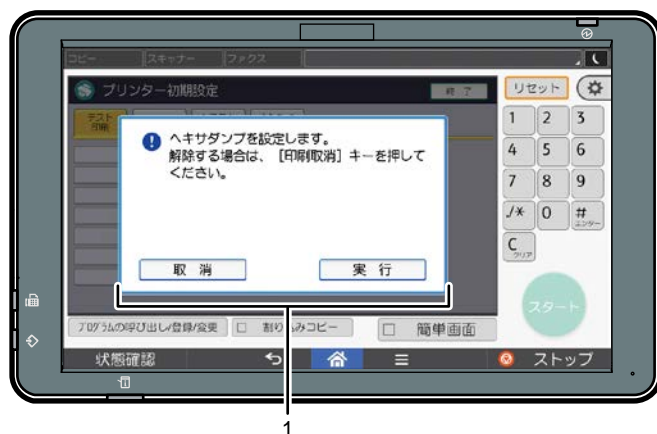 コピー スキャナー ファクス
プリンター初期設定 終 了
テスト
印刷
ヘキサダンプを設定します。
解除する場合は、［印刷取消］キーを押して
ください。
取 消 実 行
プログラムの呼び出し/登録/変更 割り みコピー 簡単画面
状態確認 ストップ
リセット
1 2 3
4 5 6
7 8 9
./* 0 #
エンター
C
クリア
スタート
1